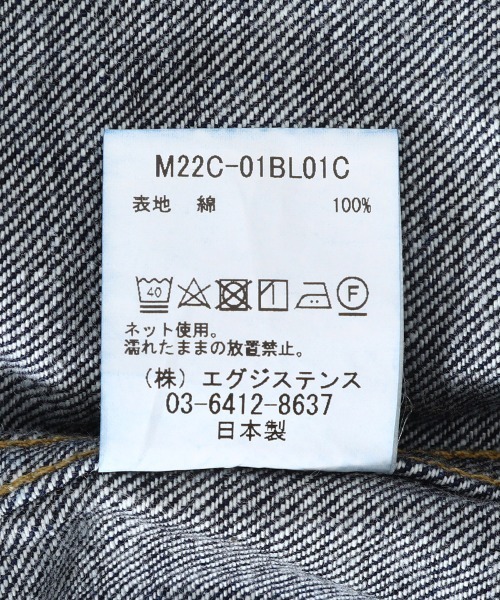 M22C-01BL01C
表地 綿 100%
40 F
ネット使用。
濡れたままの放置禁止。
(株) エグジステンス
03-6412-8637
日本製